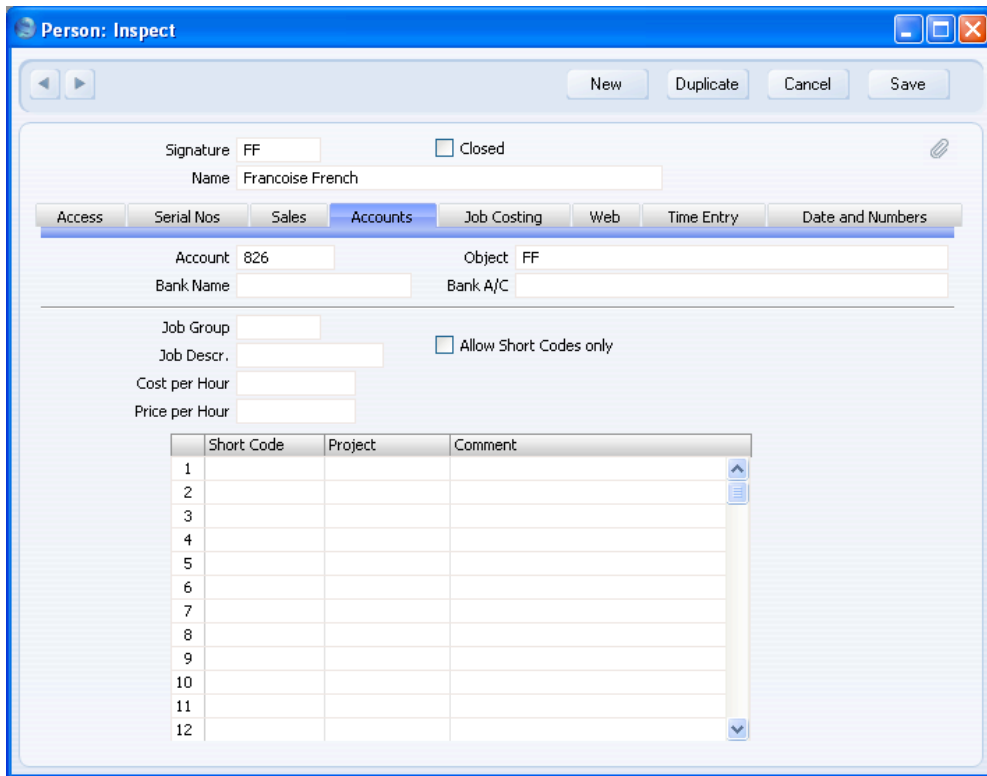 Person: Inspect
New Duplicate Cancel Save
Signature FF Closed
Name Francoise French
Access Serial Nos Sales Accounts Job Costing Web Time Entry Date and Numbers
Account 826 Object FF
Bank Name Bank A/C
Job Group
Allow Short Codes only
Job Descr.
Cost per Hour
Price per Hour
Short Code Project Comment
1
2
3
4
5
6
7
8
9
10
11
12